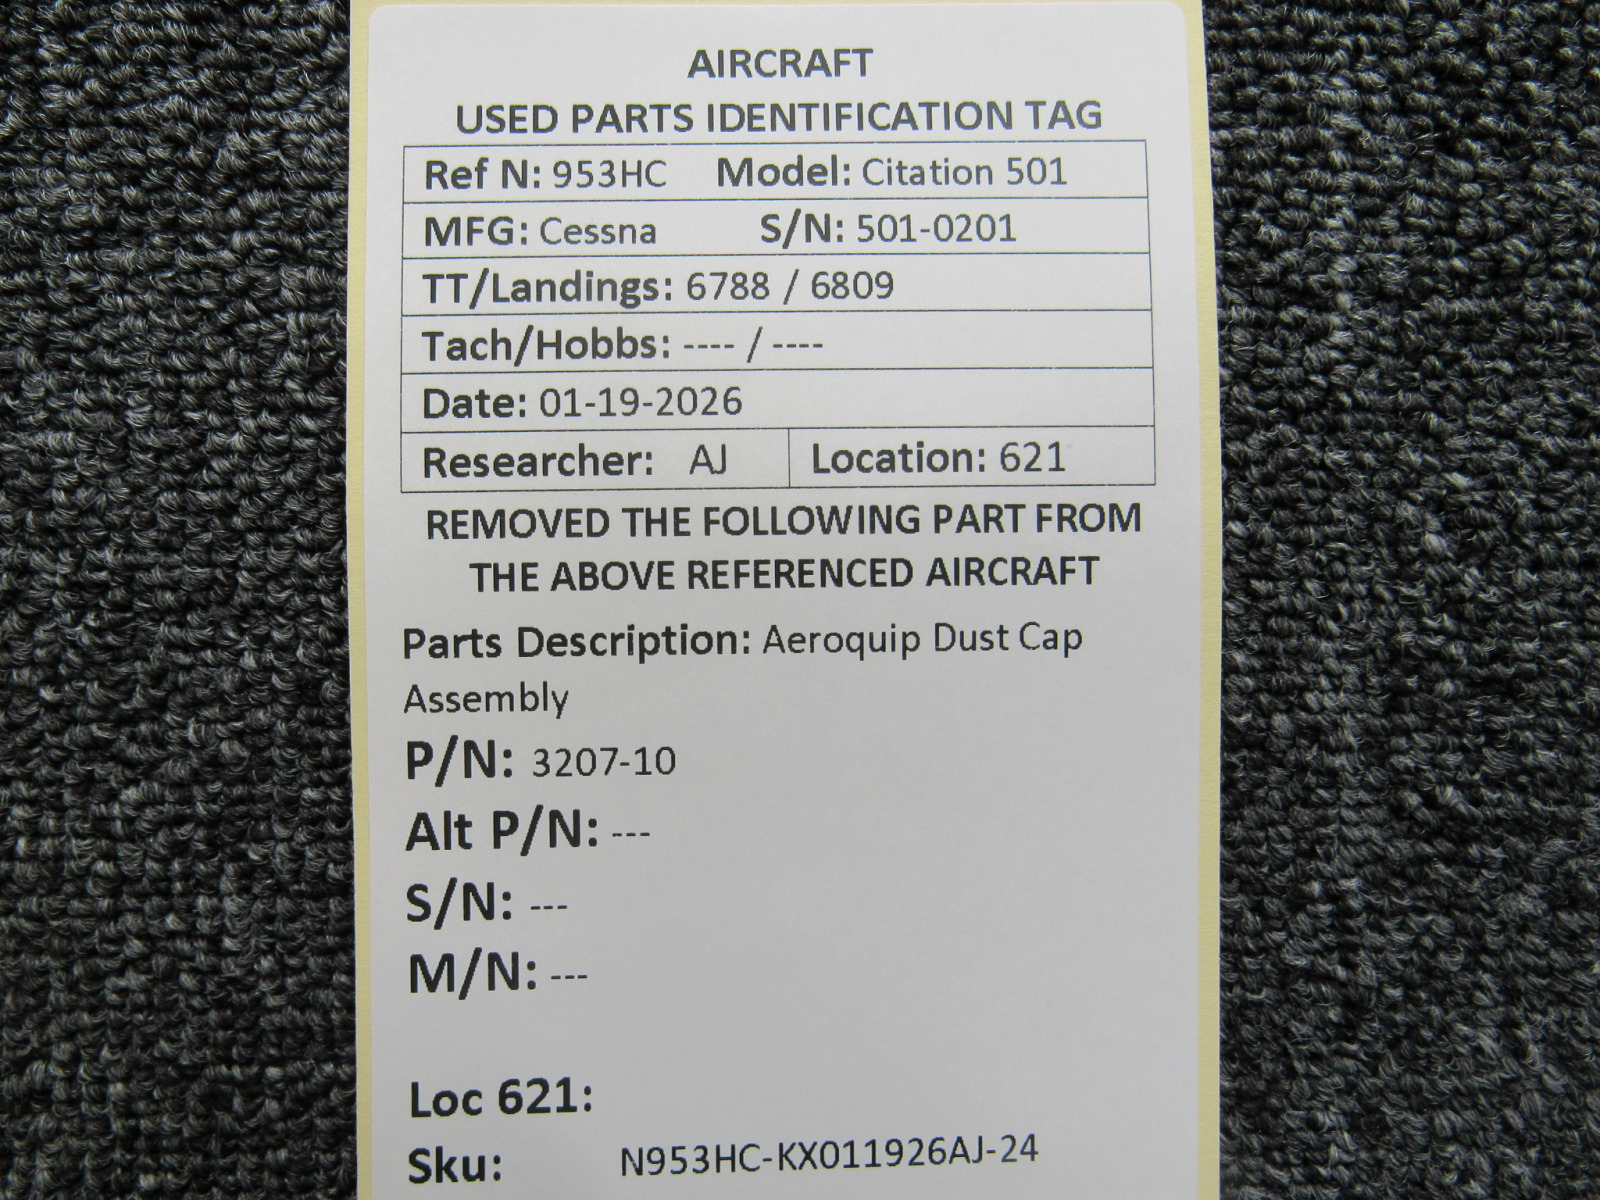 AIRCRAFT
USED PARTS IDENTIFICATION TAG
Ref N: 953HC Model: Citation 501
MFG: Cessna S/N: 501-0201
TT/Landings: 6788 / 6809
Tach/Hobbs: ---- / ----
Date: 01-19-2026
Researcher: AJ Location: 621
REMOVED THE FOLLOWING PART FROM
THE ABOVE REFERENCED AIRCRAFT
Parts Description: Aeroquip Dust Cap
Assembly
P/N: 3207-10
Alt P/N: ---
S/N: ---
M/N: ---
Loc 621:
Sku: N953HC-KX011926AJ-24